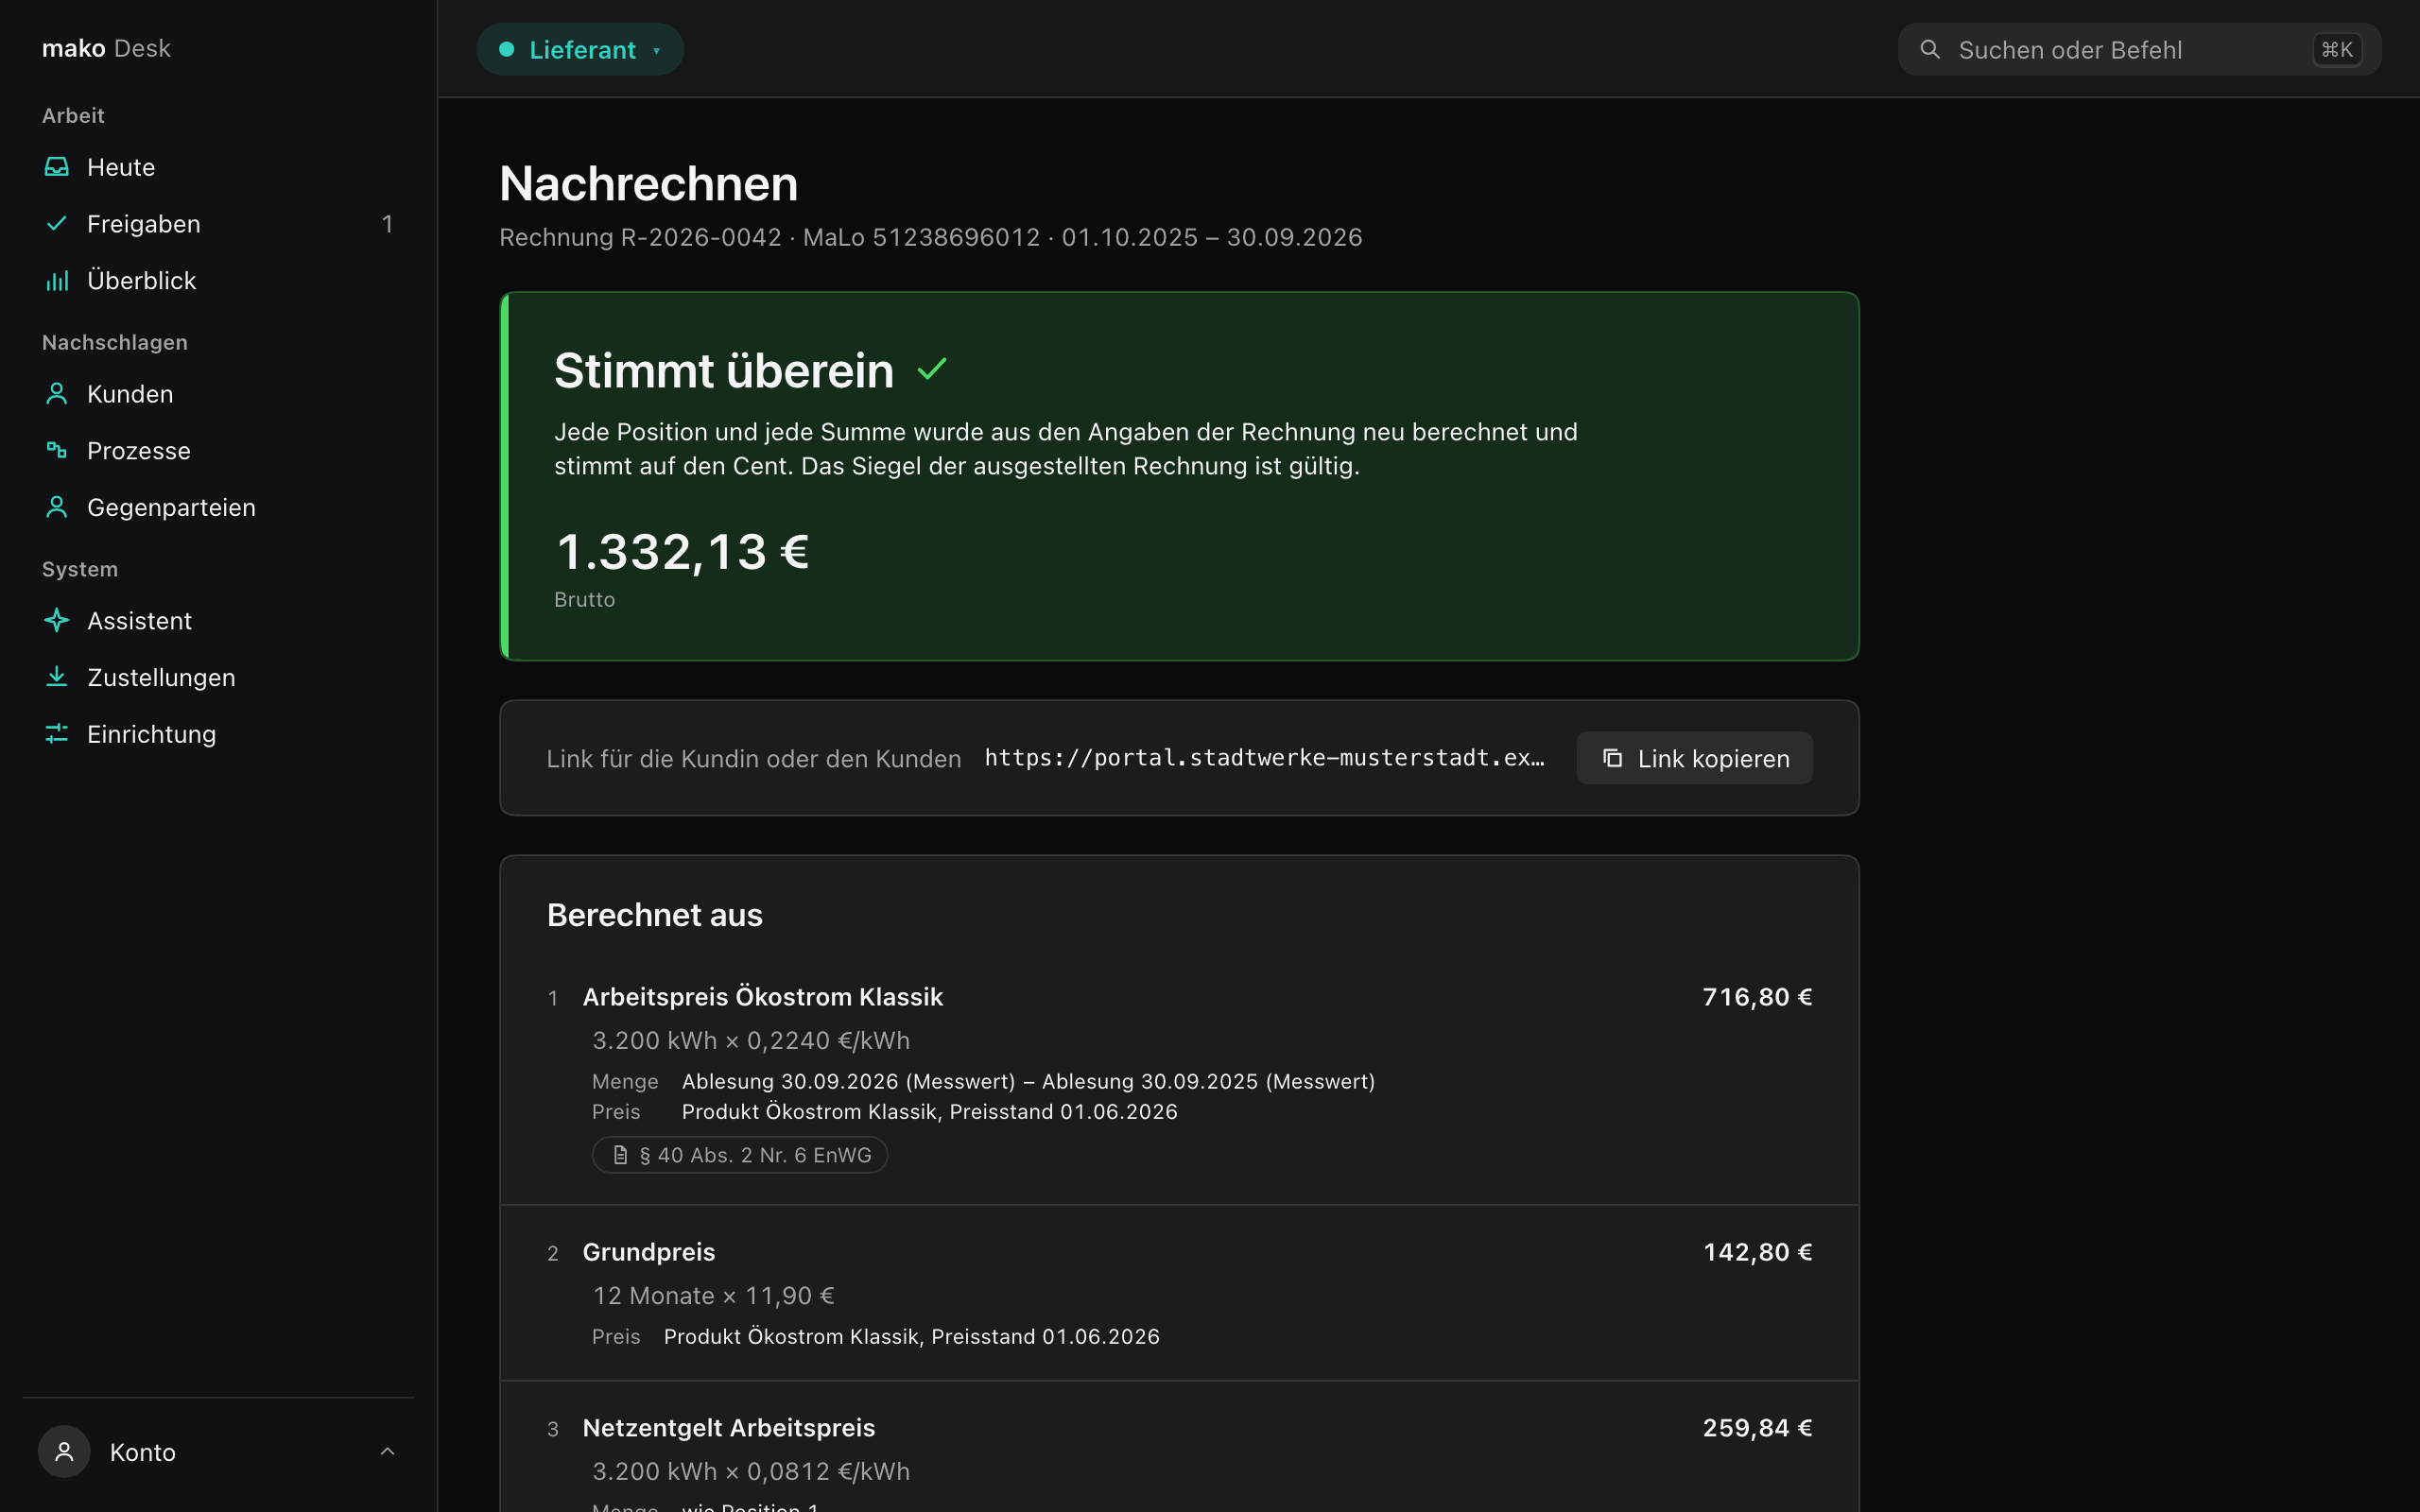 mako Desk
Lieferant
Suchen oder Befehl ⌘K
Arbeit
Heute
Freigaben 1
Überblick
Nachschlagen
Kunden
Prozesse
Gegenparteien
System
Assistent
Zustellungen
Einrichtung
Konto
Nachrechnen
Rechnung R-2026-0042 · MaLo 51238696012 · 01.10.2025 – 30.09.2026
Stimmt überein
Jede Position und jede Summe wurde aus den Angaben der Rechnung neu berechnet und
stimmt auf den Cent. Das Siegel der ausgestellten Rechnung ist gültig.
1.332,13 €
Brutto
Link für die Kundin oder den Kunden https://portal.stadtwerke-musterstadt.ex… Link kopieren
Berechnet aus
1 Arbeitspreis Ökostrom Klassik 716,80 €
3.200 kWh × 0,2240 €/kWh
Menge Ablesung 30.09.2026 (Messwert) – Ablesung 30.09.2025 (Messwert)
Preis Produkt Ökostrom Klassik, Preisstand 01.06.2026
§ 40 Abs. 2 Nr. 6 EnWG
2 Grundpreis 142,80 €
12 Monate × 11,90 €
Preis Produkt Ökostrom Klassik, Preisstand 01.06.2026
3 Netzentgelt Arbeitspreis 259,84 €
3.200 kWh × 0,0812 €/kWh
Menge wie Position 1